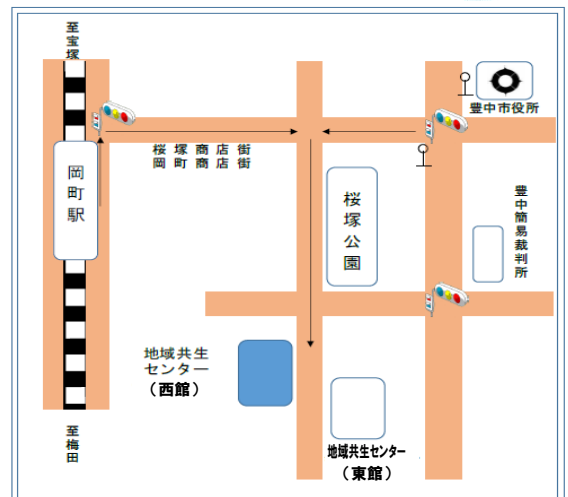 至宝塚
豊中市役所
桜塚商店街
岡町商店街
岡町駅
桜塚公園
豊中簡易裁判所
地域共生
センター
（西館）
地域共生センター
（東館）
至梅田